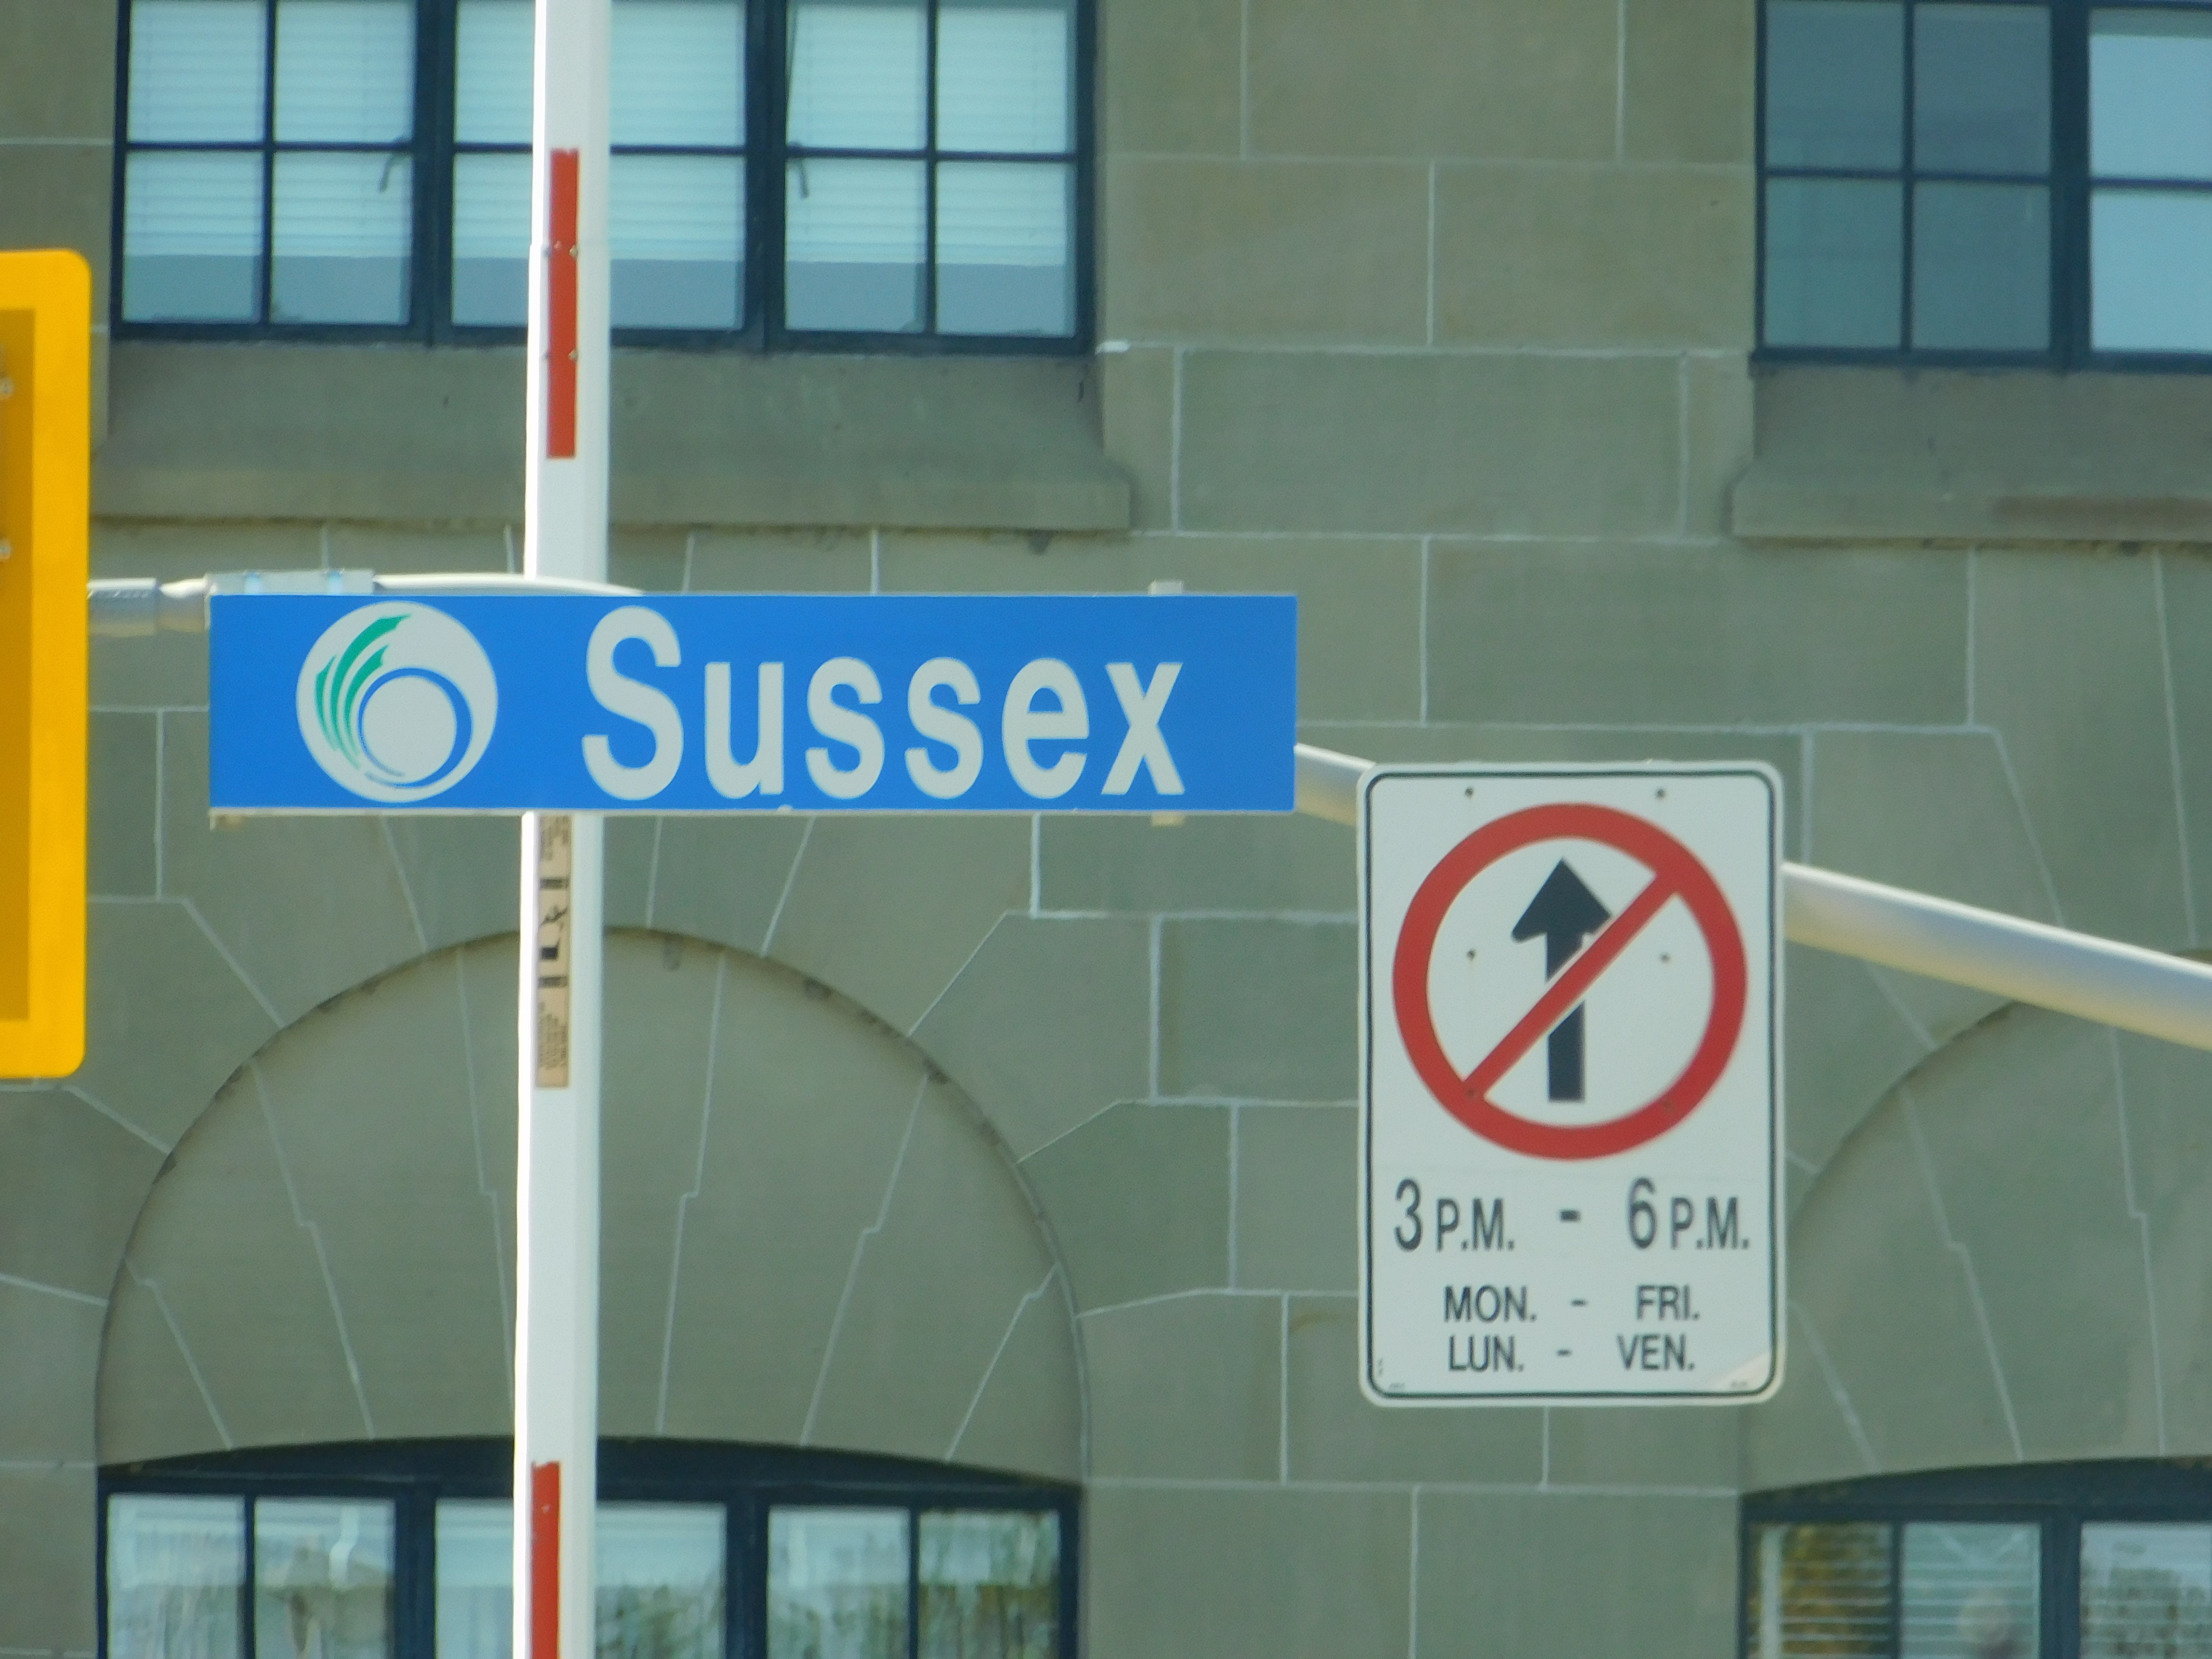 Sussex
3 P.M. - 6 P.M.
MON. - FRI.
LUN. - VEN.